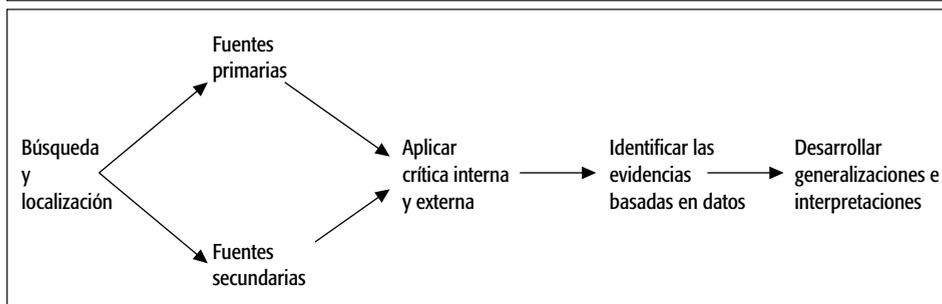 Fuentes
primarias
Búsqueda
y
localización
Aplicar
crítica interna
y externa
Identificar las
evidencias
basadas en datos
Desarrollar
generalizaciones e
interpretaciones
Fuentes
secundarias